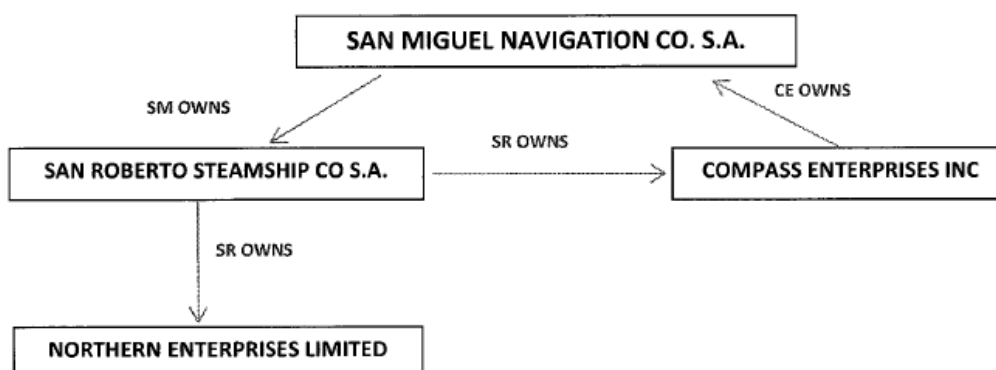 SAN MIGUEL NAVIGATION CO. S.A.
SM OWNS
CE OWNS
SR OWNS
SAN ROBERTO STEAMSHIP CO S.A.
COMPASS ENTERPRISES INC
SR OWNS
NORTHERN ENTERPRISES LIMITED